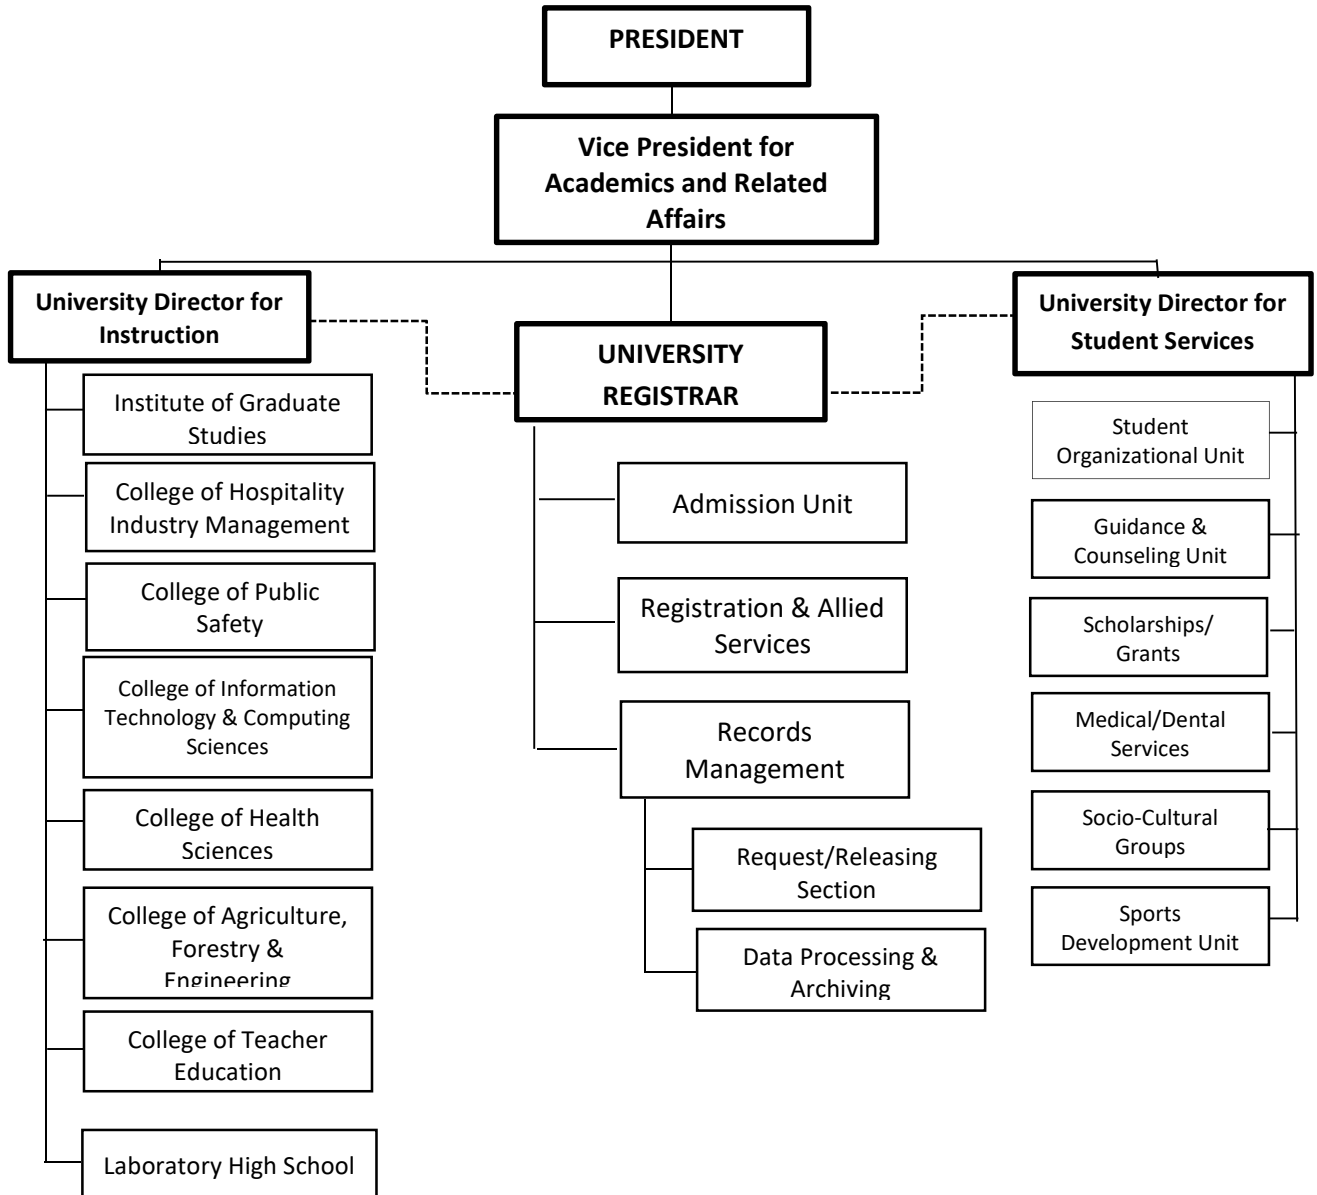 PRESIDENT
Vice President for
Academics and Related
Affairs
University Director for
Instruction
UNIVERSITY
REGISTRAR
University Director for
Student Services
Institute of Graduate
Studies
College of Hospitality
Industry Management
College of Public
Safety
College of Information
Technology & Computing
Sciences
College of Health
Sciences
College of Agriculture,
Forestry &
Engineering
College of Teacher
Education
Laboratory High School
Admission Unit
Registration & Allied
Services
Records
Management
Request/Releasing
Section
Data Processing &
Archiving
Student
Organizational Unit
Guidance &
Counseling Unit
Scholarships/
Grants
Medical/Dental
Services
Socio-Cultural
Groups
Sports
Development Unit